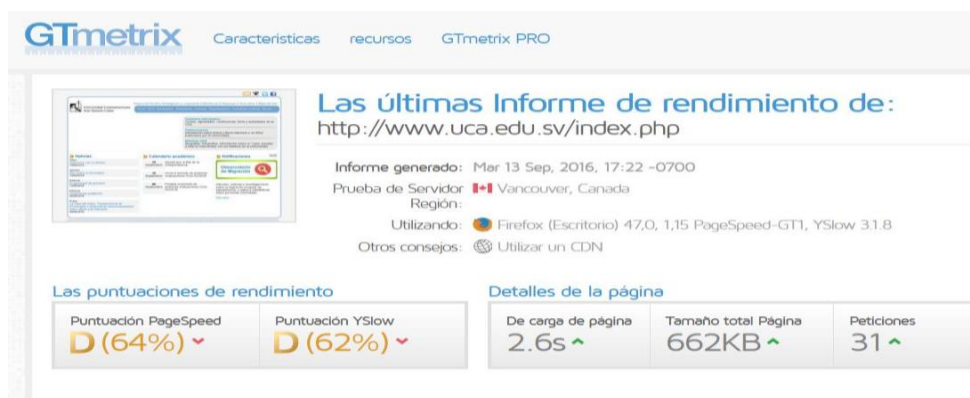 GTmetrix Caracteristicas recursos GTmetrix PRO
Las últimas Informe de rendimiento de:
http://www.uca.edu.sv/index.php
Informe generado: Mar 13 Sep, 2016, 17:22 -0700
Prueba de Servidor Región: Vancouver, Canada
Utilizando: Firefox (Escritorio) 47,0, 1,15 PageSpeed-GT1, YSlow 3.1.8
Otros consejos: Utilizar un CDN
Las puntuaciones de rendimiento
Puntuación PageSpeed
D (64%)
Puntuación YSlow
D (62%)
Detalles de la página
De carga de página
2.6s
Tamaño total Página
662KB
Peticiones
31